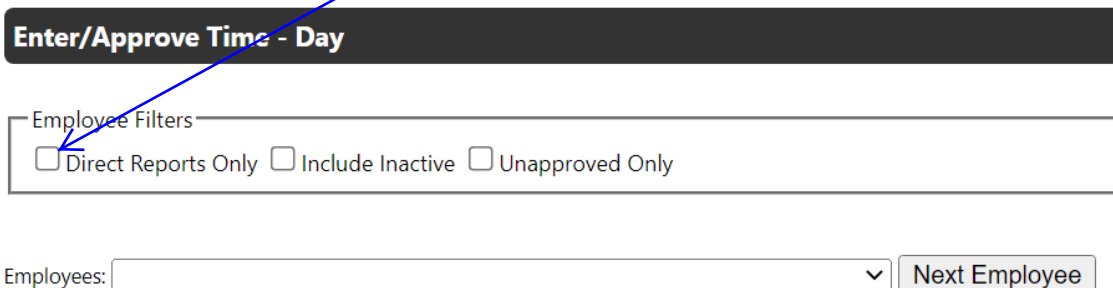 Enter/Approve Time - Day
Employee Filters
Direct Reports Only Include Inactive Unapproved Only
Employees: Next Employee